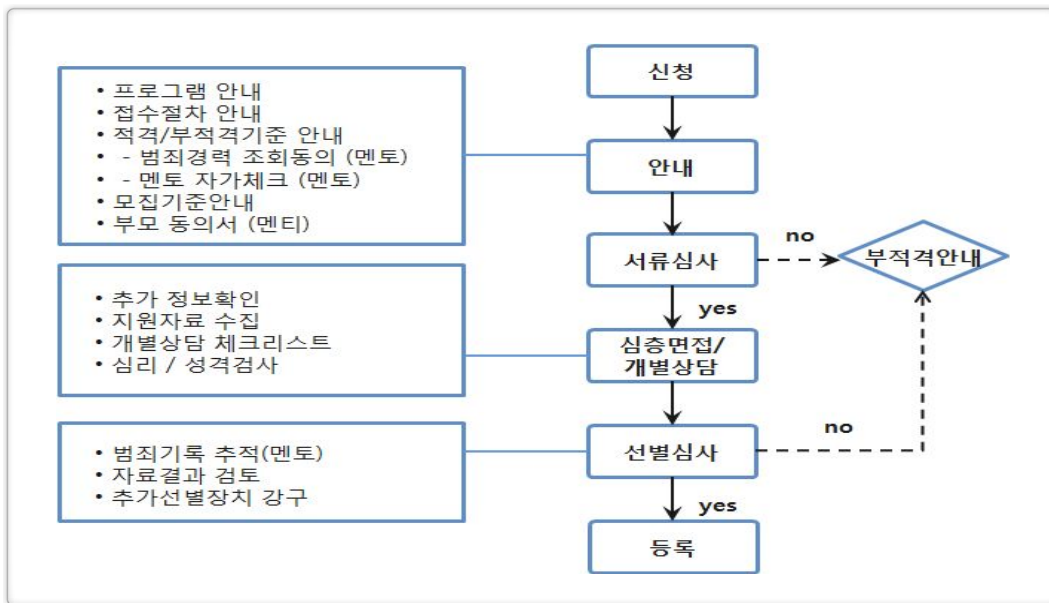 신청
• 프로그램 안내
• 접수절차 안내
• 적격/부적격기준 안내
• - 범죄경력 조회동의 (멘토)
• - 멘토 자가체크 (멘토)
• 모집기준안내
• 부모 동의서 (멘티)
안내
서류심사
no
부적격안내
yes
• 추가 정보확인
• 지원자료 수집
• 개별상담 체크리스트
• 심리 / 성격검사
심층면접/
개별상담
• 범죄기록 추적(멘토)
• 자료결과 검토
• 추가선별장치 강구
선별심사
no
yes
등록